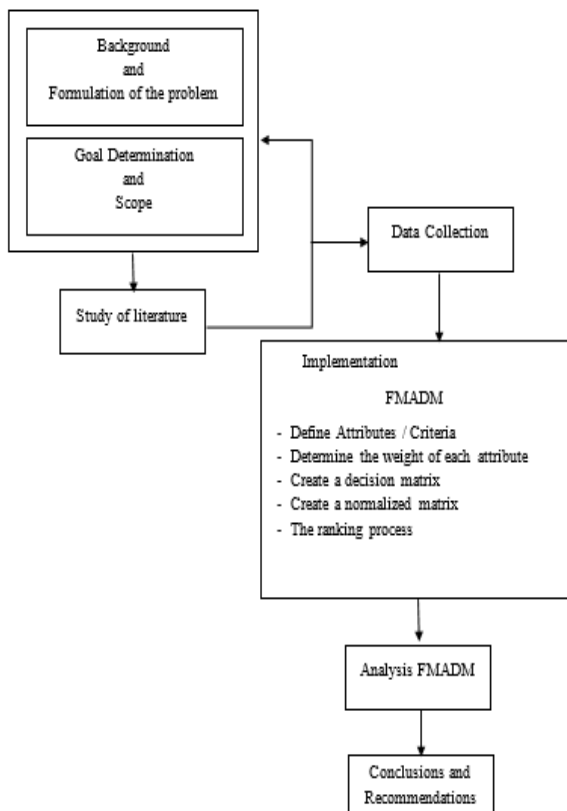 Background
and
Formulation of the problem
Goal Determination
and
Scope
Study of literature
Data Collection
Implementation
FMADM
- Define Attributes / Criteria
- Determine the weight of each attribute
- Create a decision matrix
- Create a normalized matrix
- The ranking process
Analysis FMADM
Conclusions and
Recommendations